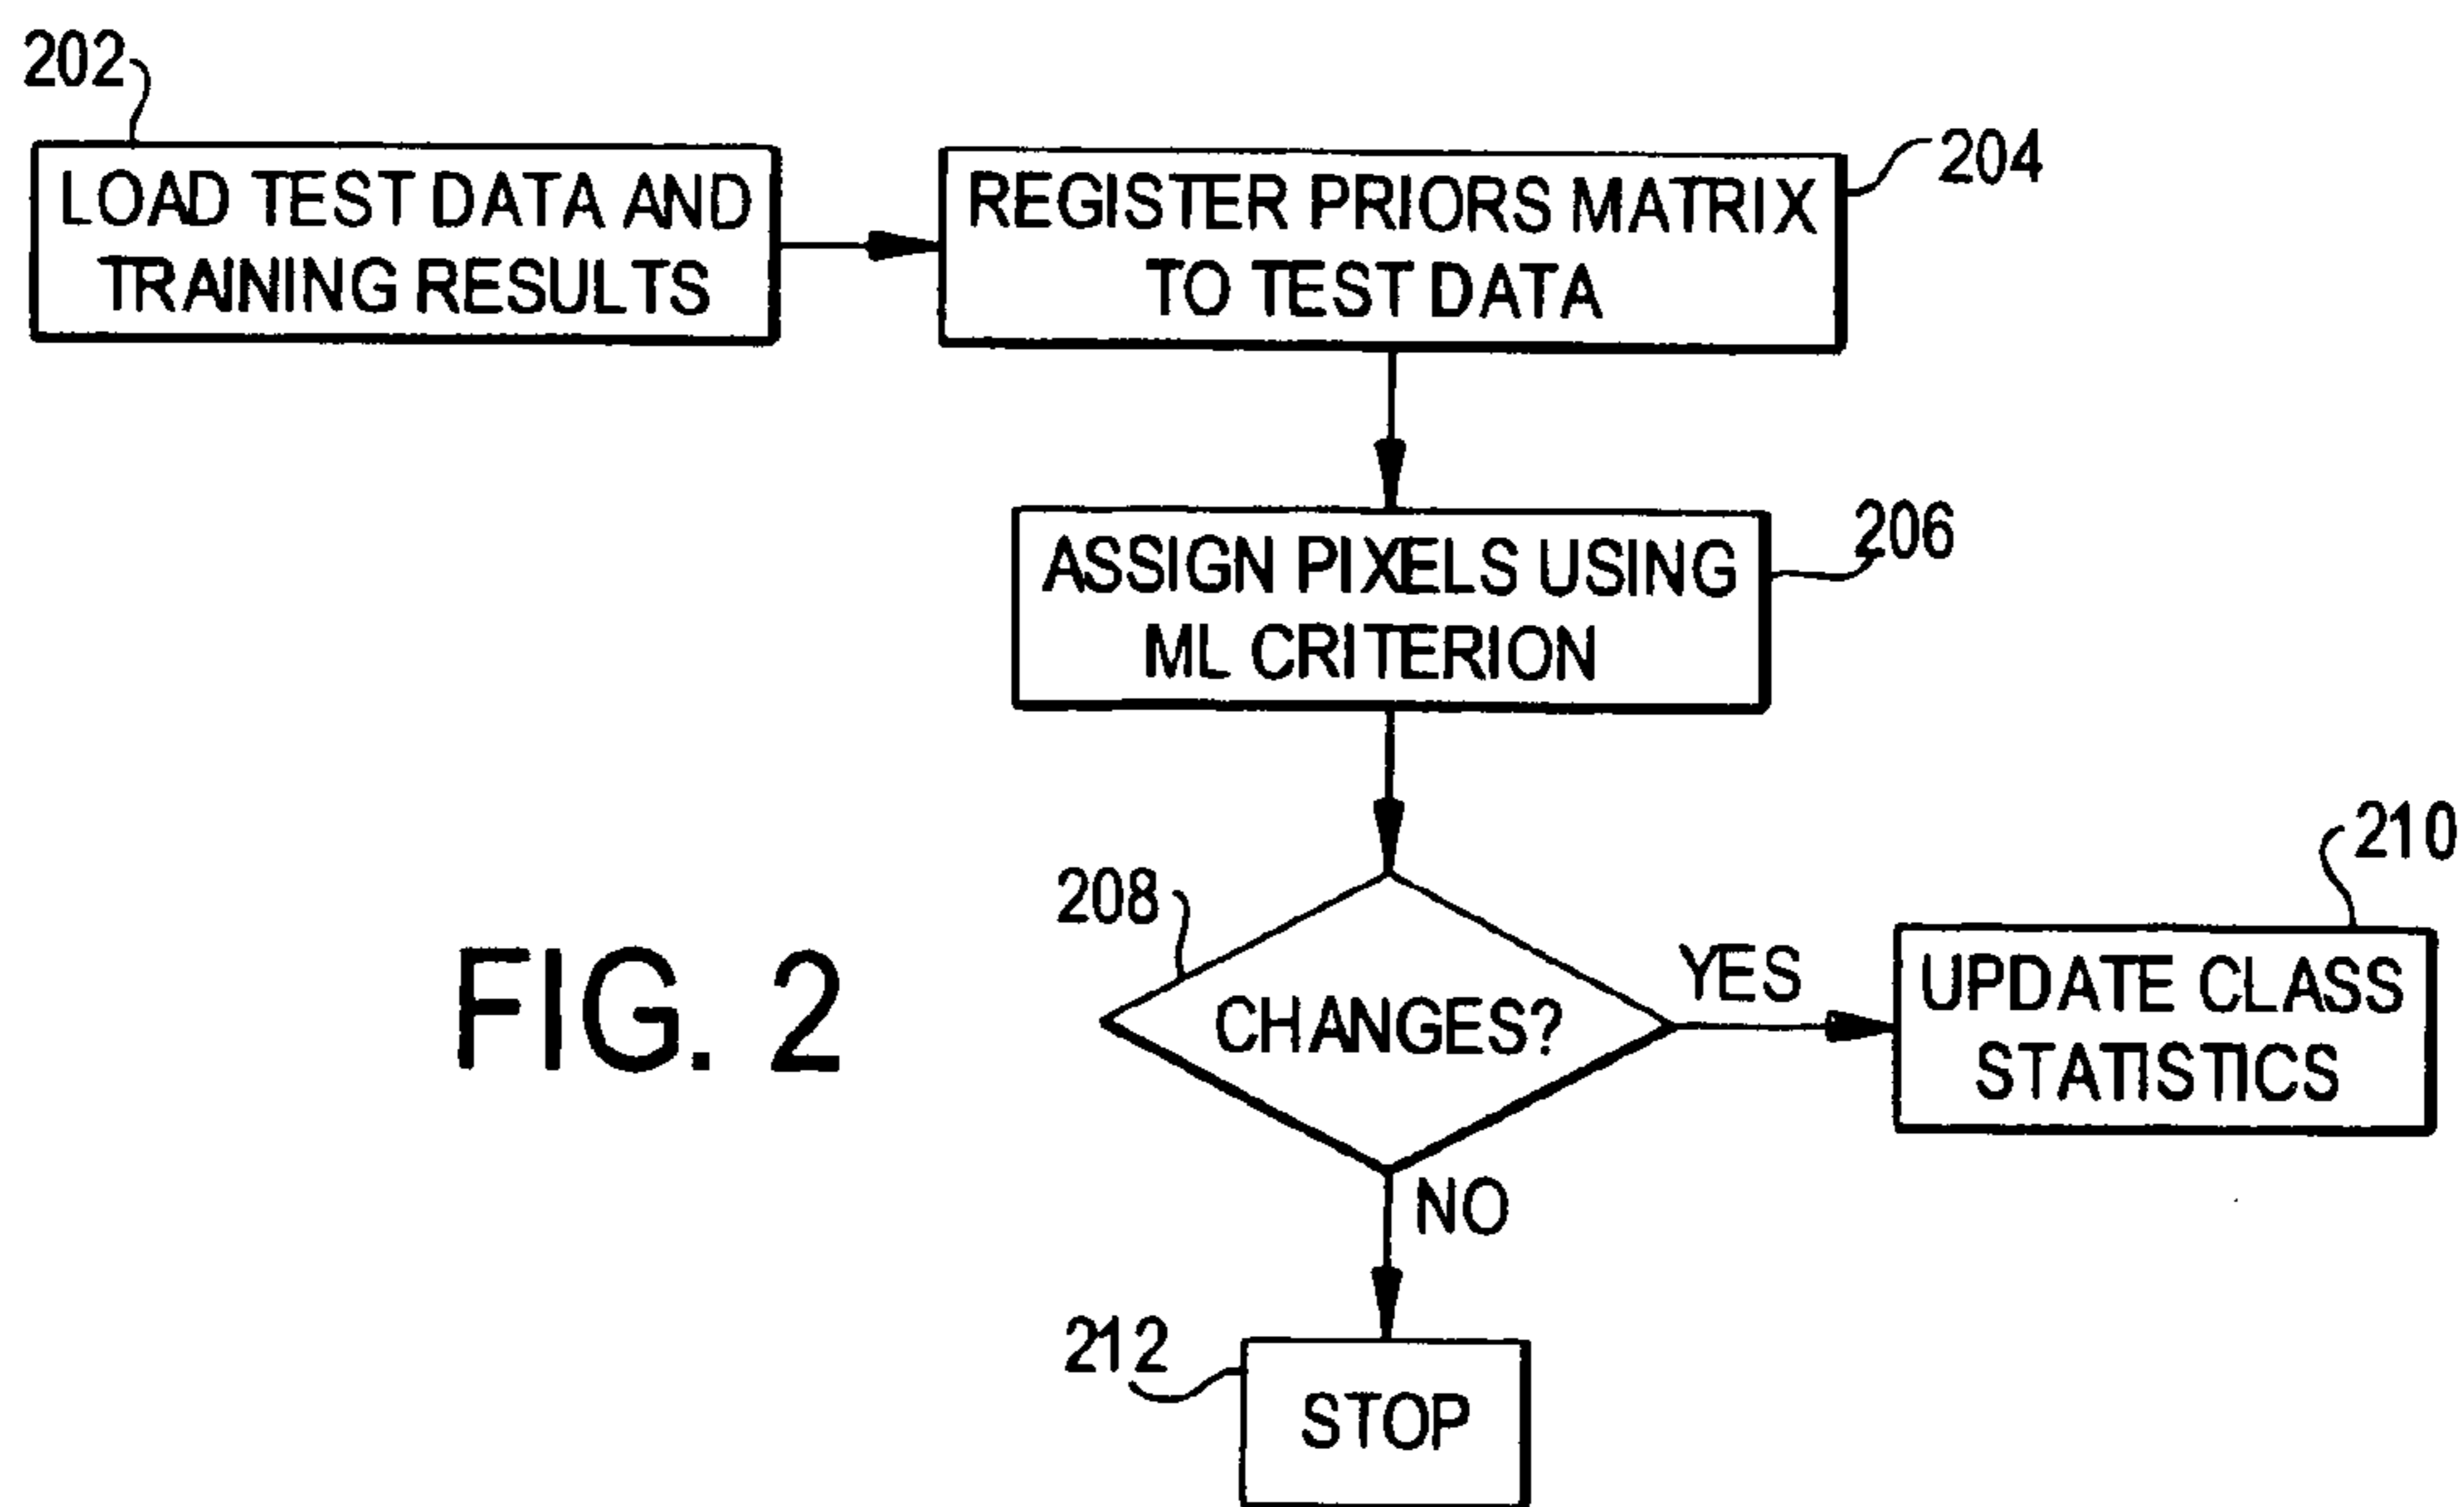 202
LOAD TEST DATA AND
TRAINING RESULTS
204
REGISTER PRIORS MATRIX
TO TEST DATA
206
ASSIGN PIXELS USING
ML CRITERION
208
CHANGES?
YES
210
UPDATE CLASS
STATISTICS
NO
212
STOP
FIG. 2